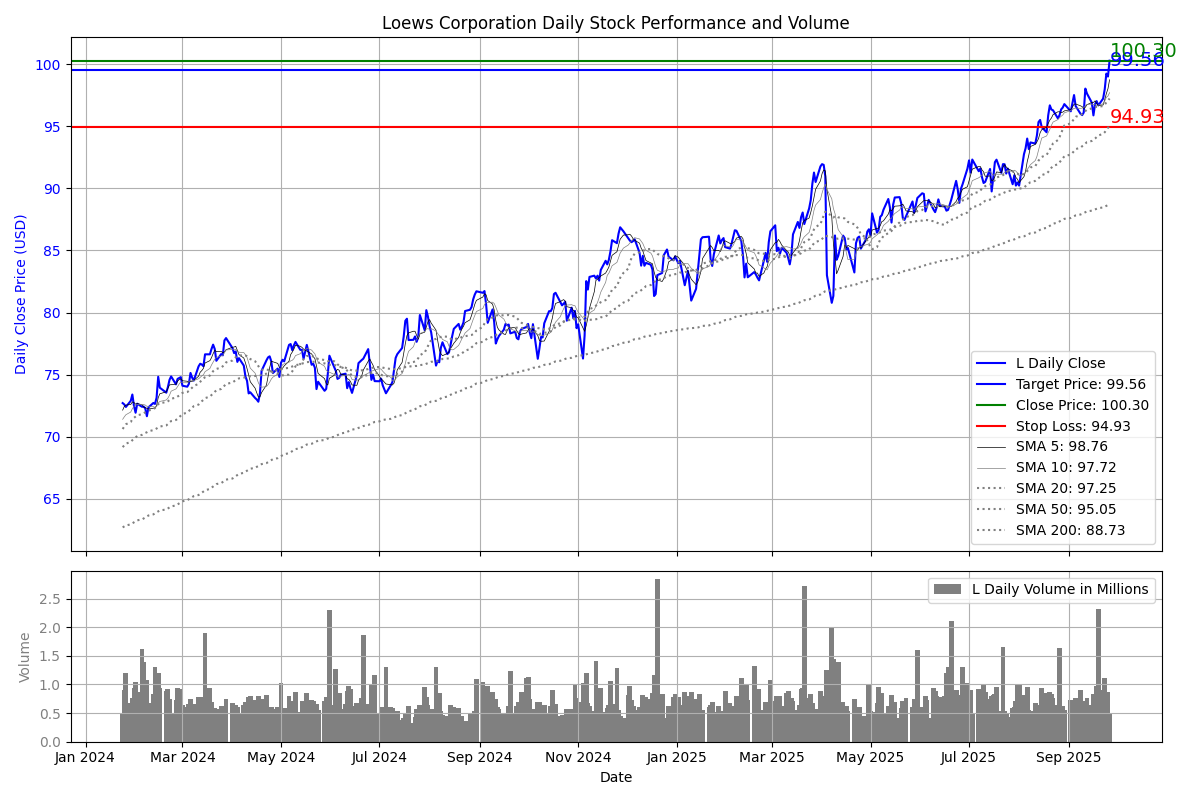 Loews Corporation Daily Stock Performance and Volume
100.30
99.56
94.93
100
95
90
85
80
75
70
65
Daily Close Price (USD)
L Daily Close
Target Price: 99.56
Close Price: 100.30
Stop Loss: 94.93
SMA 5: 98.76
SMA 10: 97.72
SMA 20: 97.25
SMA 50: 95.05
SMA 200: 88.73
L Daily Volume in Millions
2.5
2.0
1.5
1.0
0.5
0.0
Volume
Jan 2024 Mar 2024 May 2024 Jul 2024 Sep 2024 Nov 2024 Jan 2025 Mar 2025 May 2025 Jul 2025 Sep 2025
Date